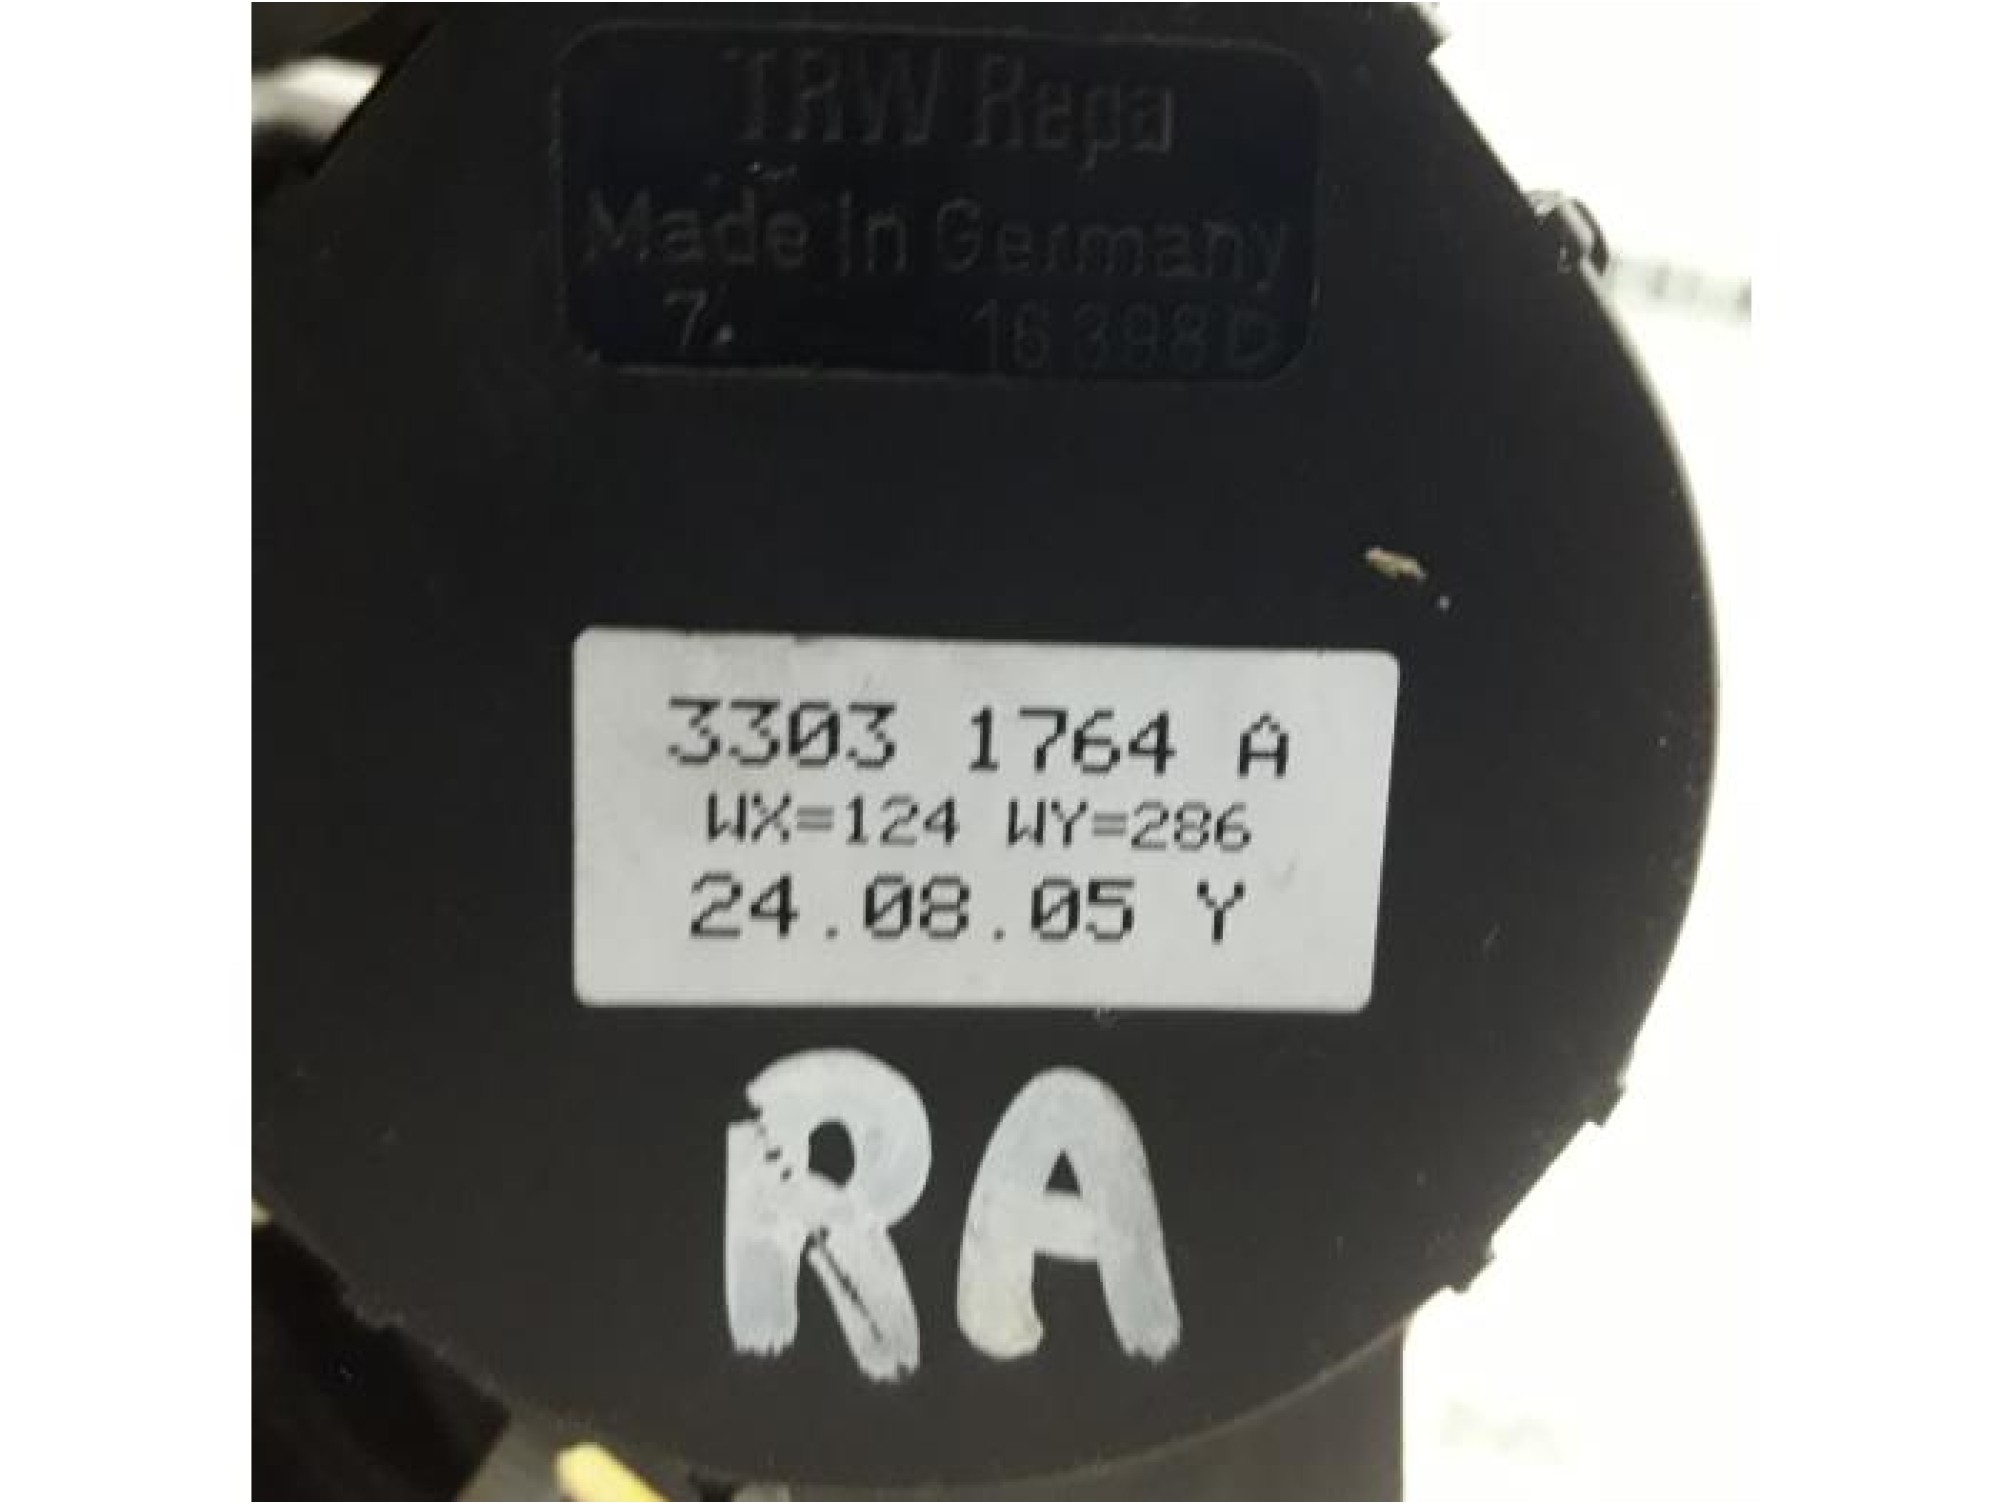 TRW Repa
Made in Germany
7. 16398D
3303 1764 A
WX=124 WY=286
24.08.05 Y
RA